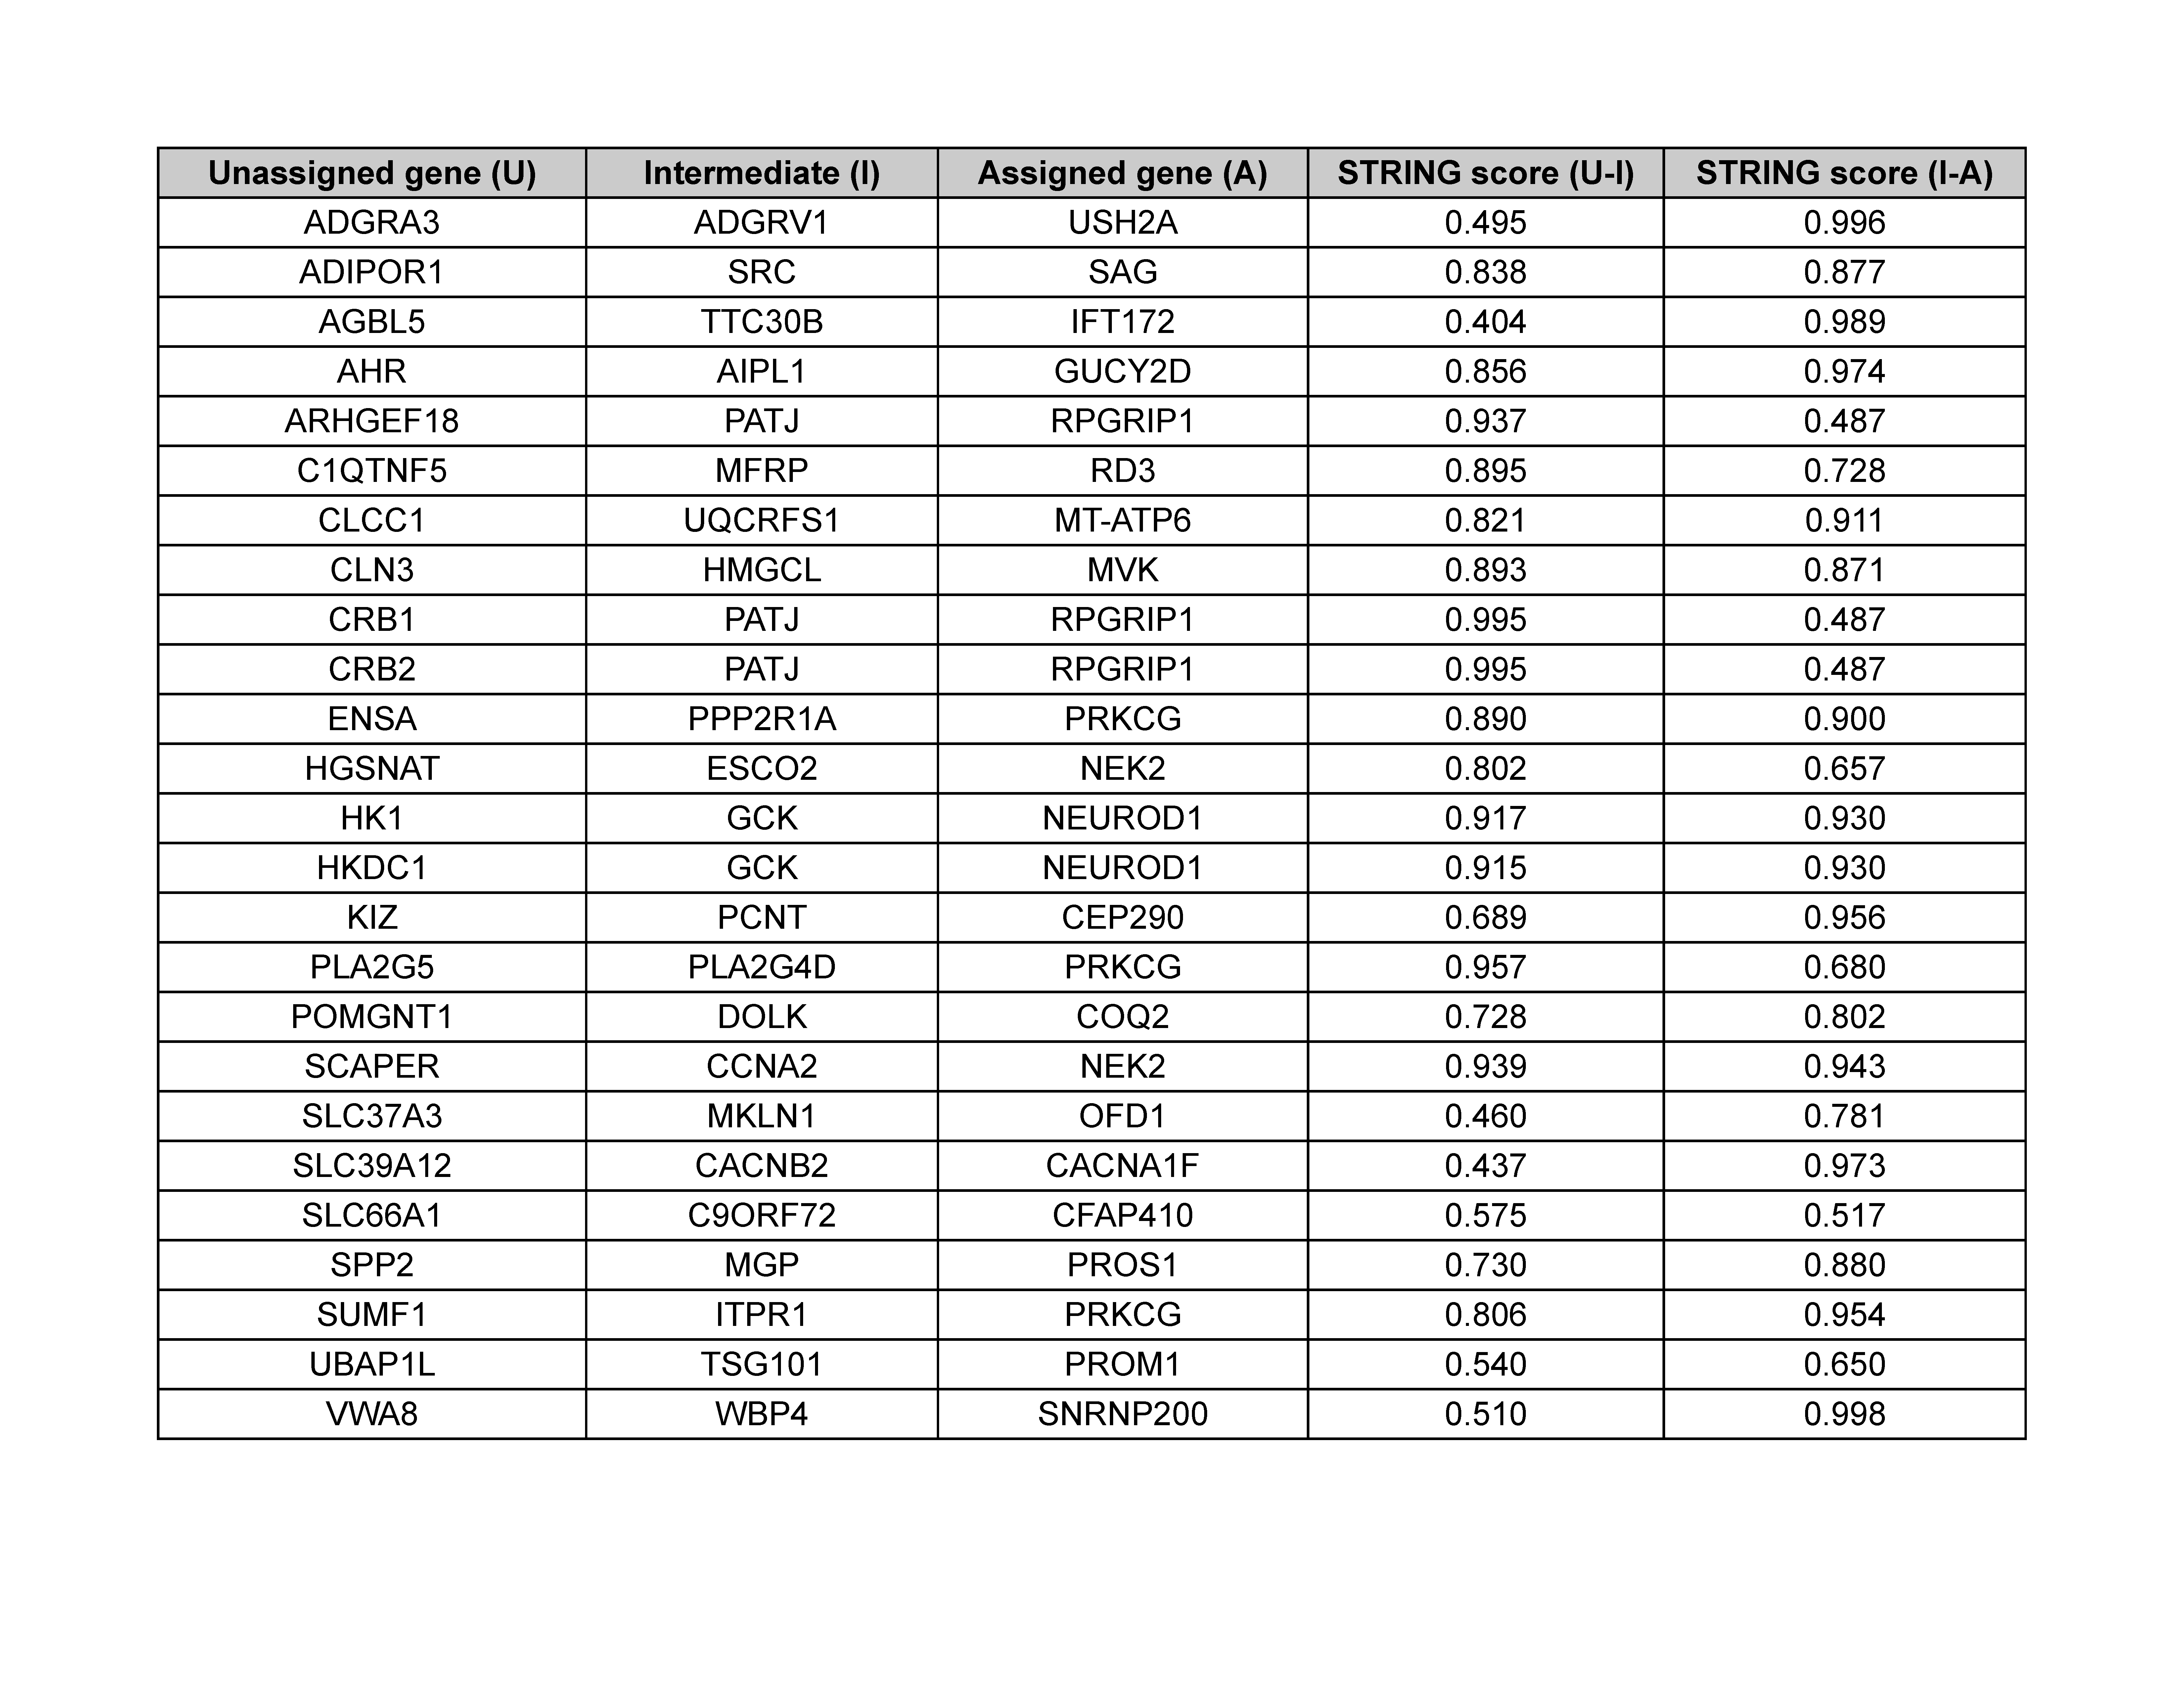 Unassigned gene (U) Intermediate (I) Assigned gene (A) STRING score (U-I) STRING score (I-A)
ADGRA3 ADGRV1 USH2A 0.495 0.996
ADIPOR1 SRC SAG 0.838 0.877
AGBL5 TTC30B IFT172 0.404 0.989
AHR AIPL1 GUCY2D 0.856 0.974
ARHGEF18 PATJ RPGRIP1 0.937 0.487
C1QTNF5 MFRP RD3 0.895 0.728
CLCC1 UQCRFS1 MT-ATP6 0.821 0.911
CLN3 HMGCL MVK 0.893 0.871
CRB1 PATJ RPGRIP1 0.995 0.487
CRB2 PATJ RPGRIP1 0.995 0.487
ENSA PPP2R1A PRKCG 0.890 0.900
HGSNAT ESCO2 NEK2 0.802 0.657
HK1 GCK NEUROD1 0.917 0.930
HKDC1 GCK NEUROD1 0.915 0.930
KIZ PCNT CEP290 0.689 0.956
PLA2G5 PLA2G4D PRKCG 0.957 0.680
POMGNT1 DOLK COQ2 0.728 0.802
SCAPER CCNA2 NEK2 0.939 0.943
SLC37A3 MKLN1 OFD1 0.460 0.781
SLC39A12 CACNB2 CACNA1F 0.437 0.973
SLC66A1 C9ORF72 CFAP410 0.575 0.517
SPP2 MGP PROS1 0.730 0.880
SUMF1 ITPR1 PRKCG 0.806 0.954
UBAP1L TSG101 PROM1 0.540 0.650
VWA8 WBP4 SNRNP200 0.510 0.998